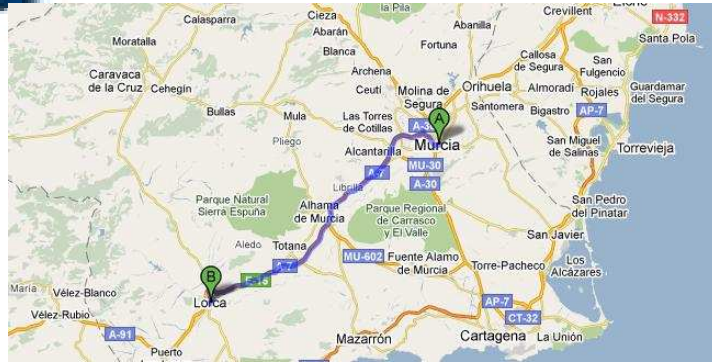 Crevillent
N-332
Calasparra
Cieza
la Pila
Abanilla
Santa Pola
Moratalla
Abarán
Blanca
Fortuna
Callosa
de Segura
San
Fulgencio
Caravaca
de la Cruz
Cehegín
Archena
Ceutí
Molina de
Segura
Orihuela
Almoradí
Rojales
Guardamar
del Segura
Bullas
Mula
Las Torres
de Cotillas
A
Santomera
Bigastro
AP-7
Pliego
Alcantarilla
Murcia
San Miguel
de Salinas
Torrevieja
MU-30
A-7
A-30
Librilla
Parque Natural
Sierra Espuña
Alhama
de Murcia
Parque Regional
de Carrasco
y El Valle
San Pedro
del Pinatar
San Javier
Aledo
Totana
MU-602
Fuente Alamo
de Murcia
Torre-Pacheco
Los
Alcázares
B
E-15
A-7
Lorca
María
Vélez-Blanco
Vélez-Rubio
AP-7
CT-32
A-91
Puerto
Mazarrón
Cartagena
La Unión